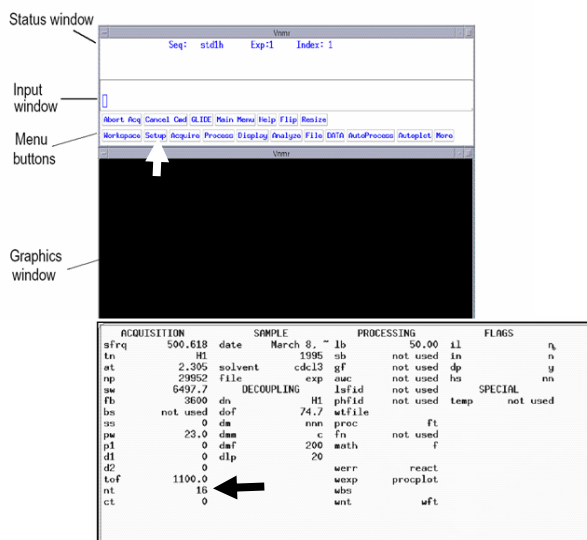 Status window
Vnmr
Seq: std1h Exp:1 Index: 1
Input window
Abort Acq Cancel Cmd GLIDE Main Menu Help Flip Resize
Menu buttons
Workspace Setup Acquire Process Display Analyze File DATA AutoProcess Autoplot More
Vnmr
Graphics window
ACQUISITION SAMPLE PROCESSING FLAGS
sfrq 500.618 date March 8, ~ lb 50.00 il n
tn H1 1995 sb not used in n
at 2.305 solvent cdcl3 gf not used dp y
np 29952 file exp awc not used hs nn
sw 6497.7 DECOUPLING lsfid not used SPECIAL
fb 3600 dn H1 phfid not used temp not used
bs not used dof 74.7 wtfile
ss 0 dm nnn proc ft
pw 23.0 dmm c fn not used
p1 0 dmf 200 math f
d1 0 dlp 20
d2 0 werr react
tof 1100.0 wexp procplot
nt 16 wbs
ct 0 wnt wft